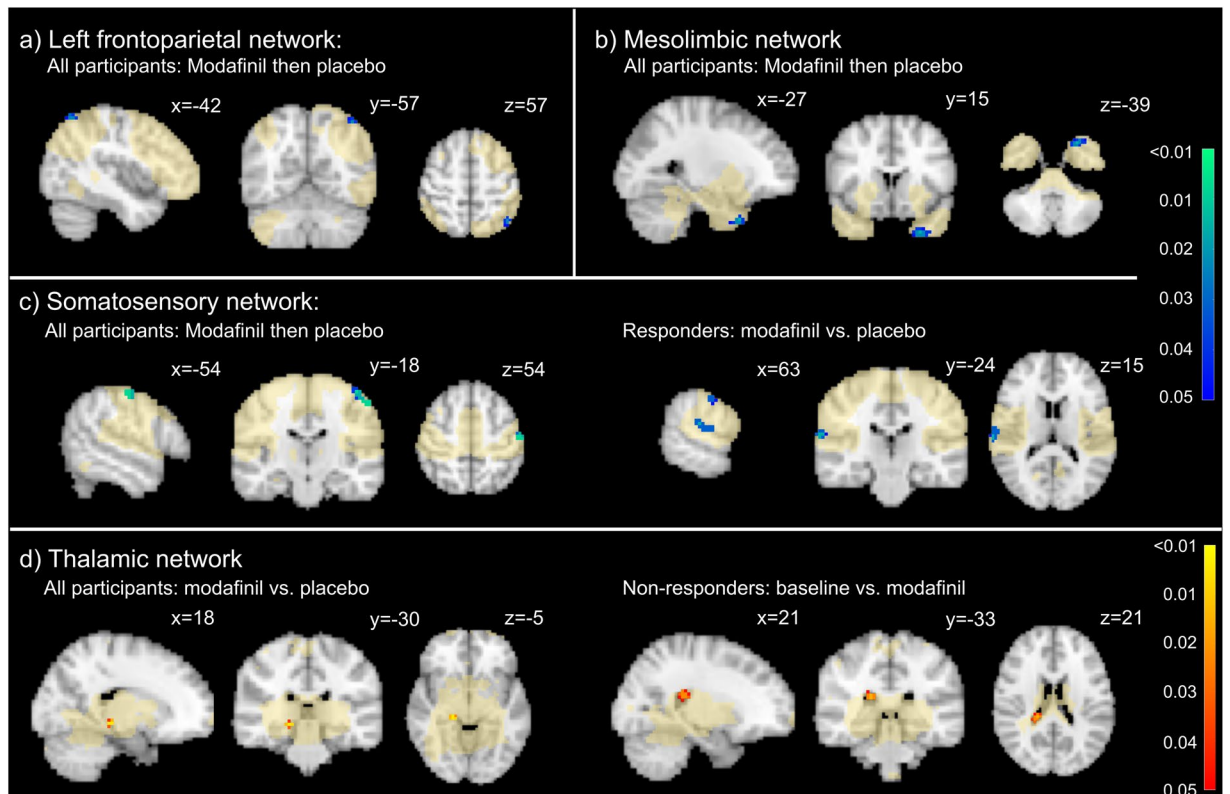 a) Left frontoparietal network:
All participants: Modafinil then placebo
x=-42
y=-57
z=57
b) Mesolimbic network
All participants: Modafinil then placebo
x=-27
y=15
z=-39
<0.01
0.01
0.02
0.03
0.04
0.05
c) Somatosensory network:
All participants: Modafinil then placebo
x=-54
y=-18
z=54
Responders: modafinil vs. placebo
x=63
y=-24
z=15
d) Thalamic network
All participants: modafinil vs. placebo
x=18
y=-30
z=-5
Non-responders: baseline vs. modafinil
x=21
y=-33
z=21
<0.01
0.01
0.02
0.03
0.04
0.05